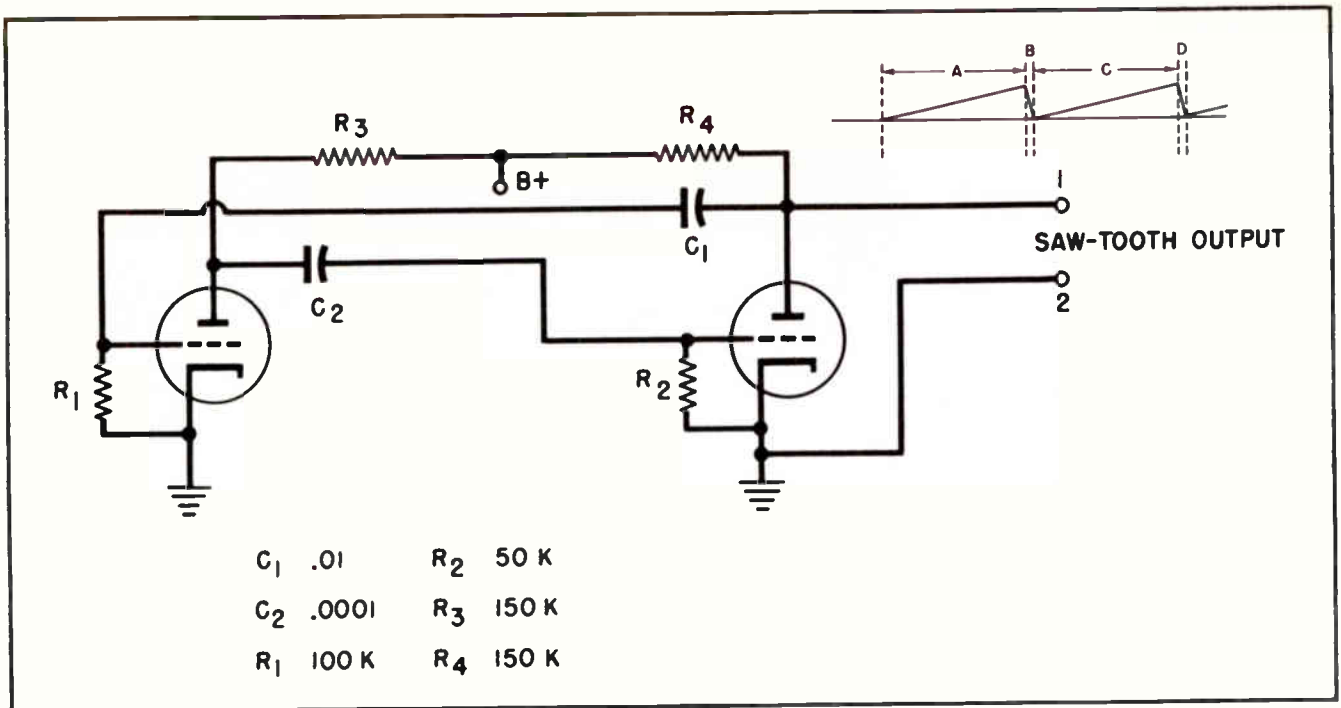 B D
A C
R3 R4
B+
1
C1
SAW-TOOTH OUTPUT
C2
2
R1 R2
C1 .01 R2 50 K
C2 .0001 R3 150 K
R1 100 K R4 150 K